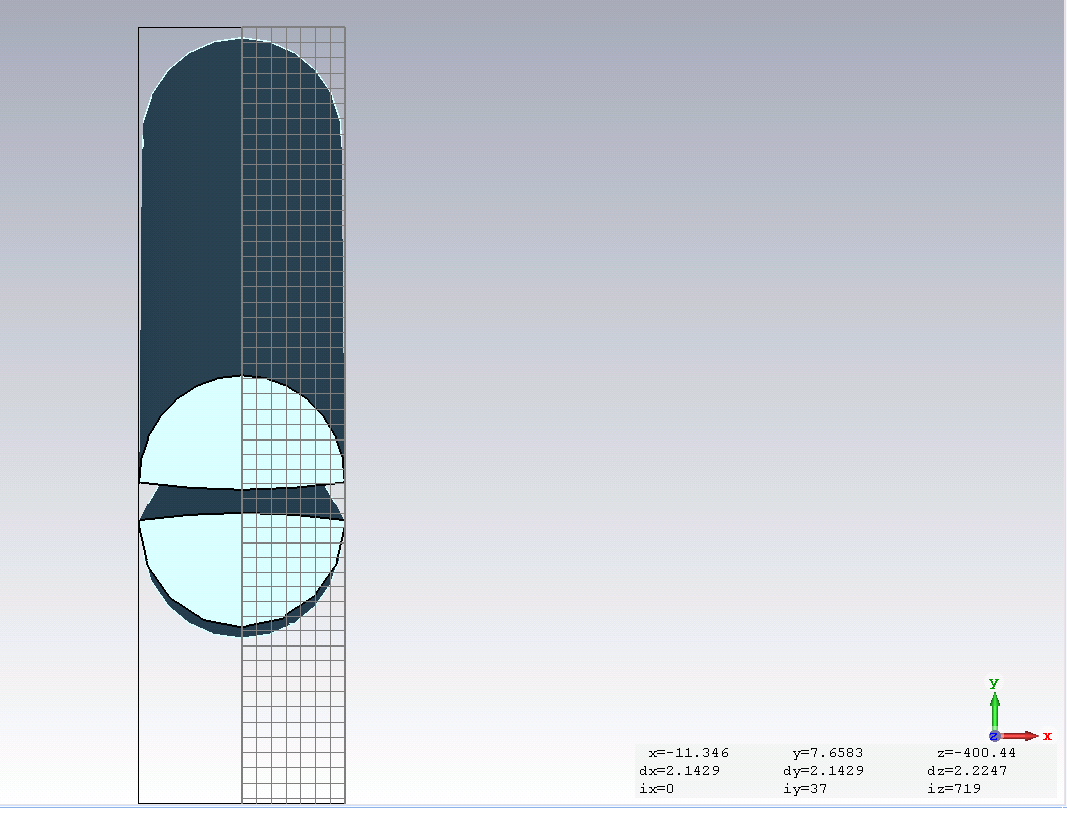 y
z x
x=-11.346 y=7.6583 z=-400.44
dx=2.1429 dy=2.1429 dz=2.2247
ix=0 iy=37 iz=719